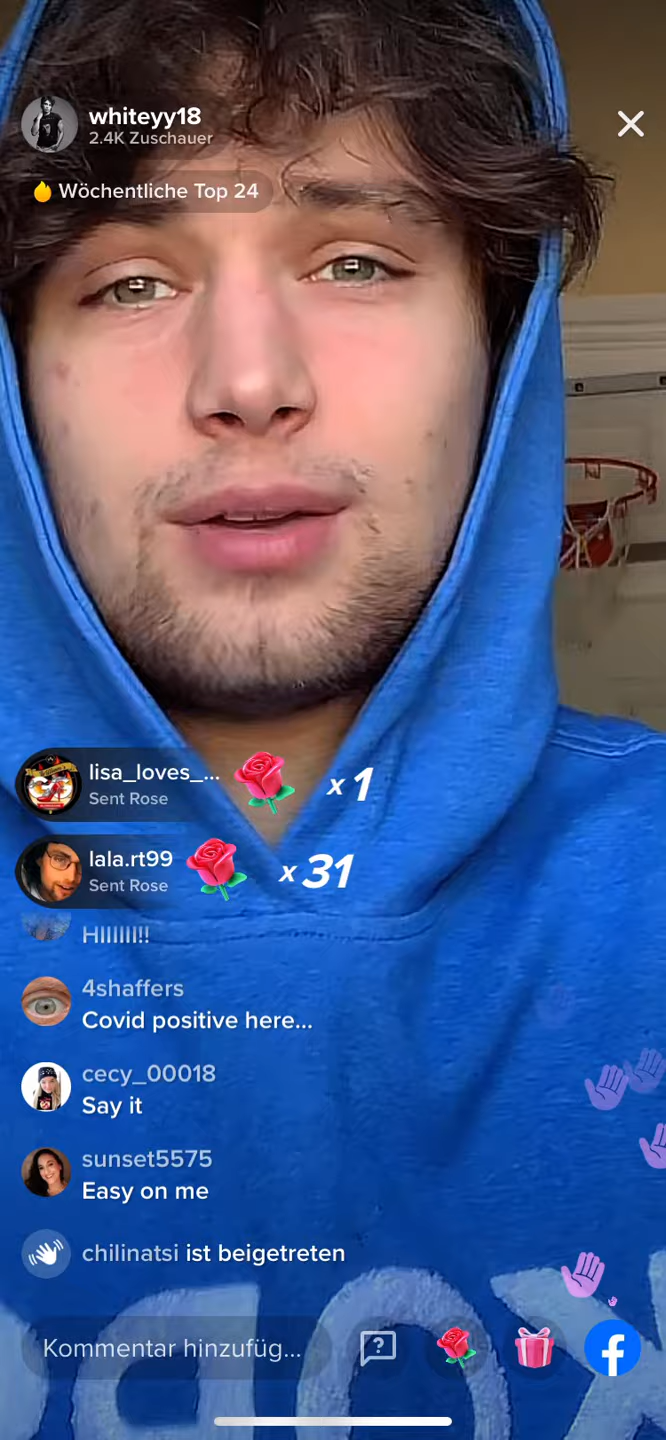 whiteyy18
2.4K Zuschauer
Wöchentliche Top 24
lisa_loves_...
Sent Rose
x1
lala.rt99
Sent Rose
x31
HIIIIII!!
4shaffers
Covid positive here...
cecy_00018
Say it
sunset5575
Easy on me
chilinatsi ist beigetreten
Kommentar hinzufüg...